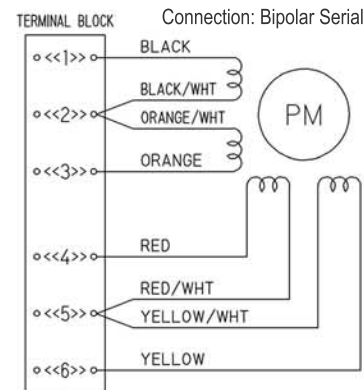 TERMINAL BLOCK
Connection: Bipolar Serial
<<1>>
BLACK
BLACK/WHT
<<2>>
ORANGE/WHT
PM
<<3>>
ORANGE
<<4>>
RED
RED/WHT
<<5>>
YELLOW/WHT
<<6>>
YELLOW